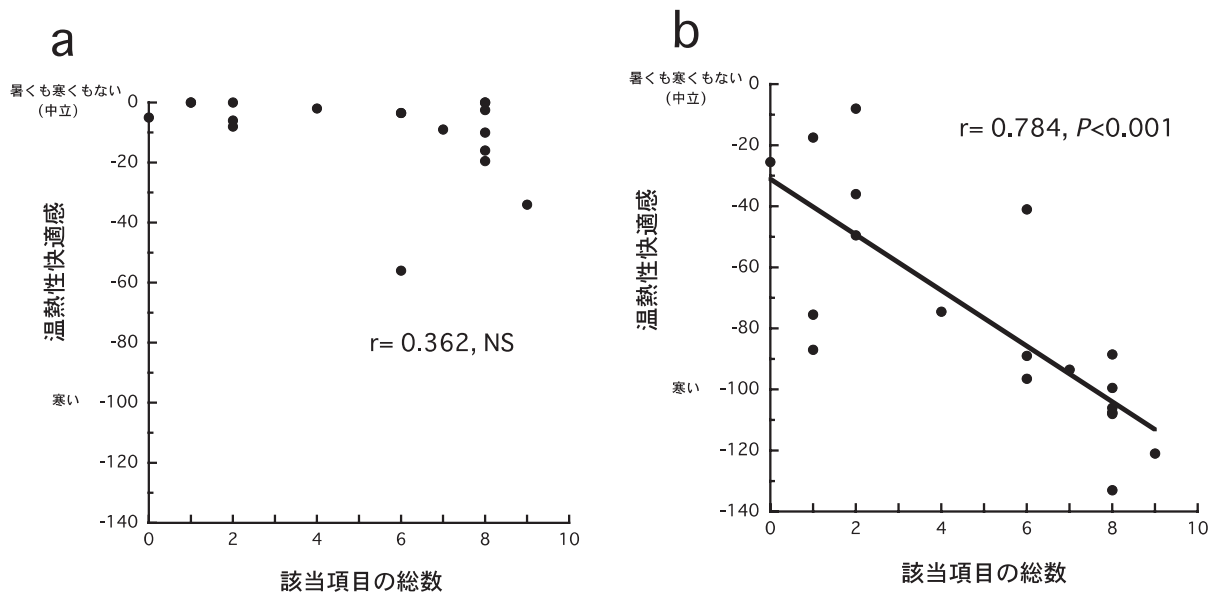 a
暑くも寒くもない
(中立)
0
-20
-40
-60
-80
寒い -100
-120
-140
温熱性快適感
r= 0.362, NS
0 2 4 6 8 10
該当項目の総数
b
暑くも寒くもない
(中立)
0
-20
-40
-60
-80
寒い -100
-120
-140
温熱性快適感
r= 0.784, P<0.001
0 2 4 6 8 10
該当項目の総数